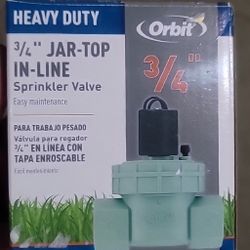 HEAVY DUTY
Orbit
3/4" JAR-TOP
IN-LINE
Sprinkler Valve
Easy maintenance
3/4"
PARA TRABAJO PESADO
Válvula para regador
3/4" EN LÍNEA CON
TAPA ENROSCABLE